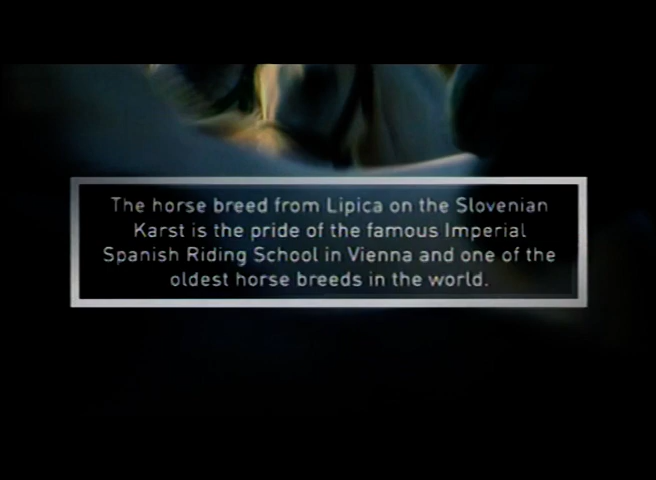 The horse breed from Lipica on the Slovenian
Karst is the pride of the famous Imperial
Spanish Riding School in Vienna and one of the
oldest horse breeds in the world.